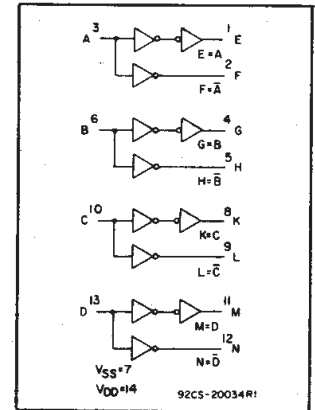 3 1
A E
E=A
2
F
F=A̅
6 4
B G
G=B
5
H
H=B̅
10 8
C K
K=C
9
L
L=C̅
13 11
D M
M=D
12
N
VSS=7 N=D̅
VDD=14 92CS-20034R1